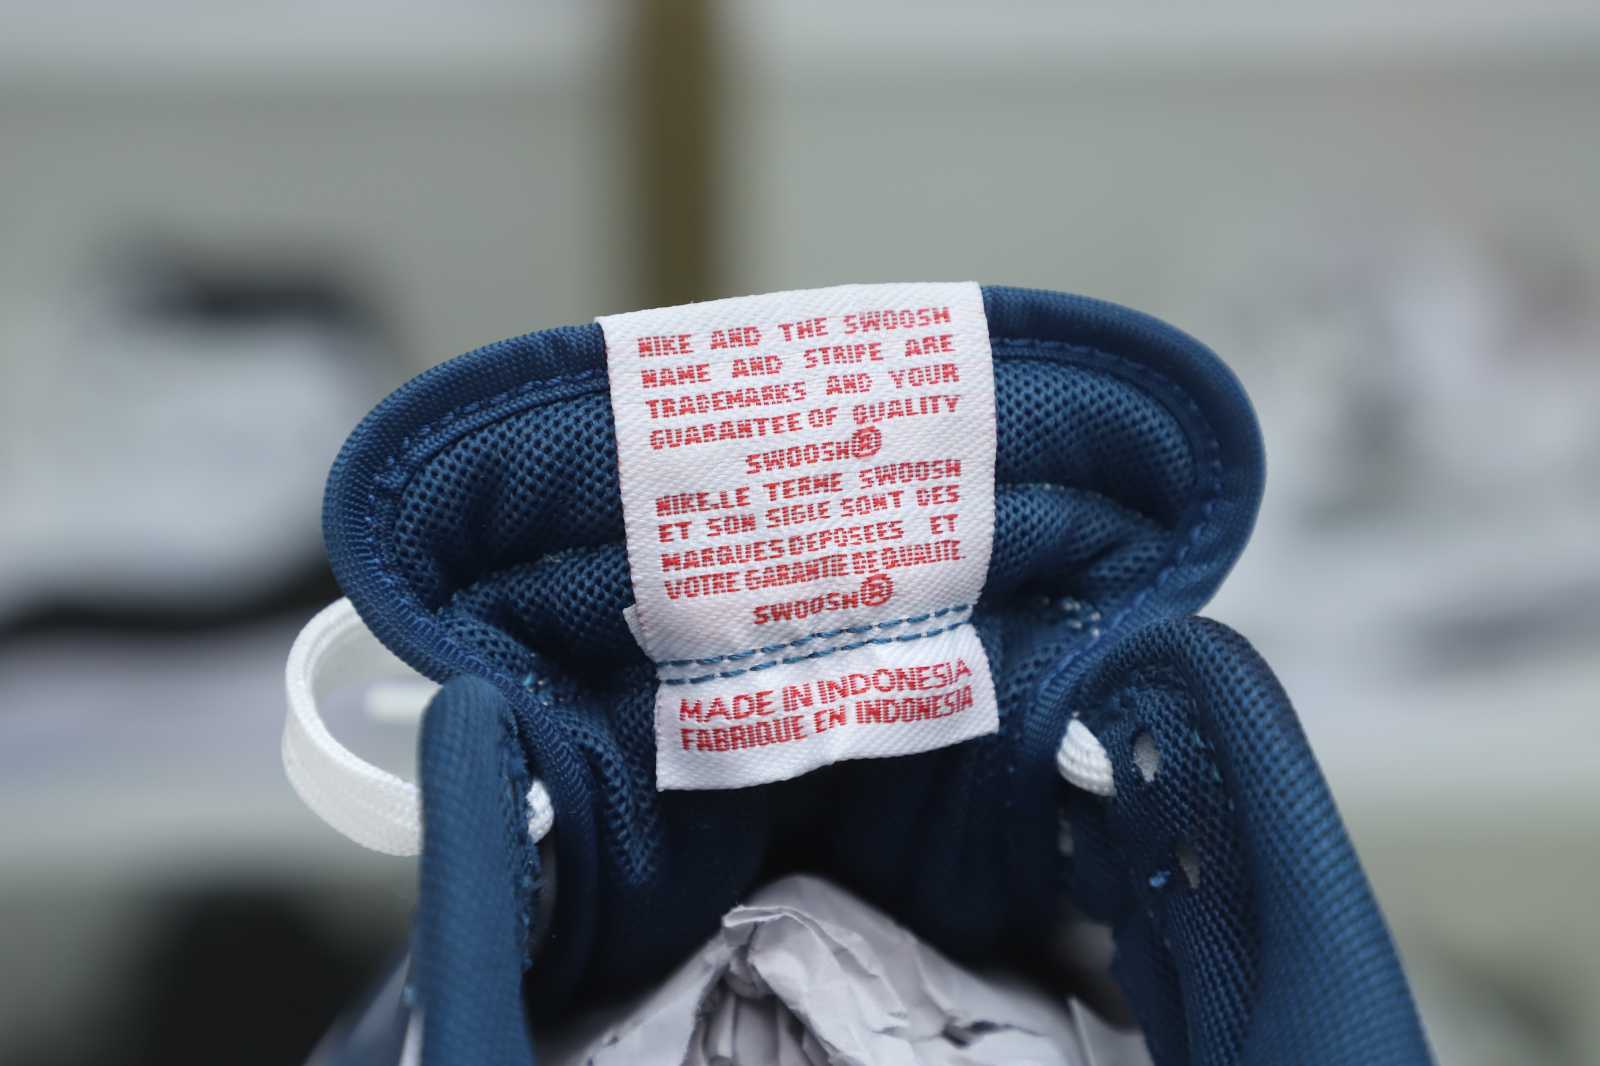 NIKE AND THE SWOOSH
NAME AND STRIPE ARE
TRADEMARKS AND YOUR
GUARANTEE OF QUALITY
SWOOSH®
NIKE.LE TERME SWOOSH
ET SON SIGLE SONT DES
MARQUES DEPOSEES ET
VOTRE GARANTIE DE QUALITE
SWOOSH®
MADE IN INDONESIA
FABRIQUE EN INDONESIA